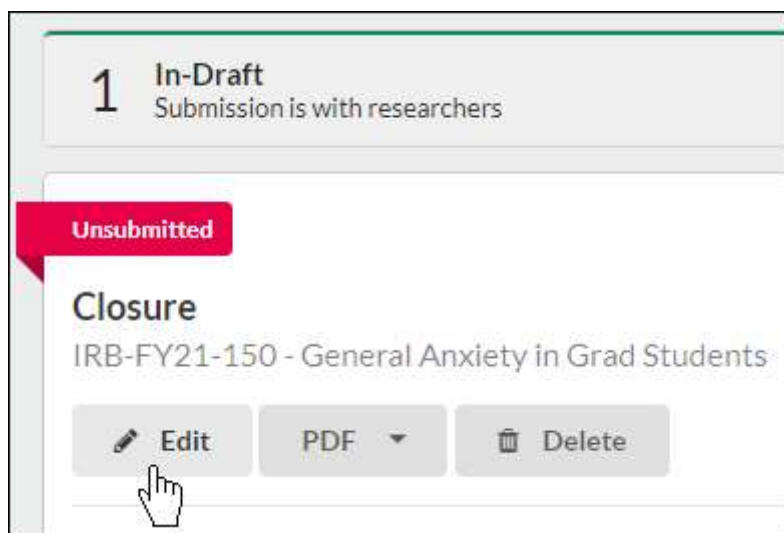 1
In-Draft
Submission is with researchers
Unsubmitted
Closure
IRB-FY21-150 - General Anxiety in Grad Students
Edit PDF Delete